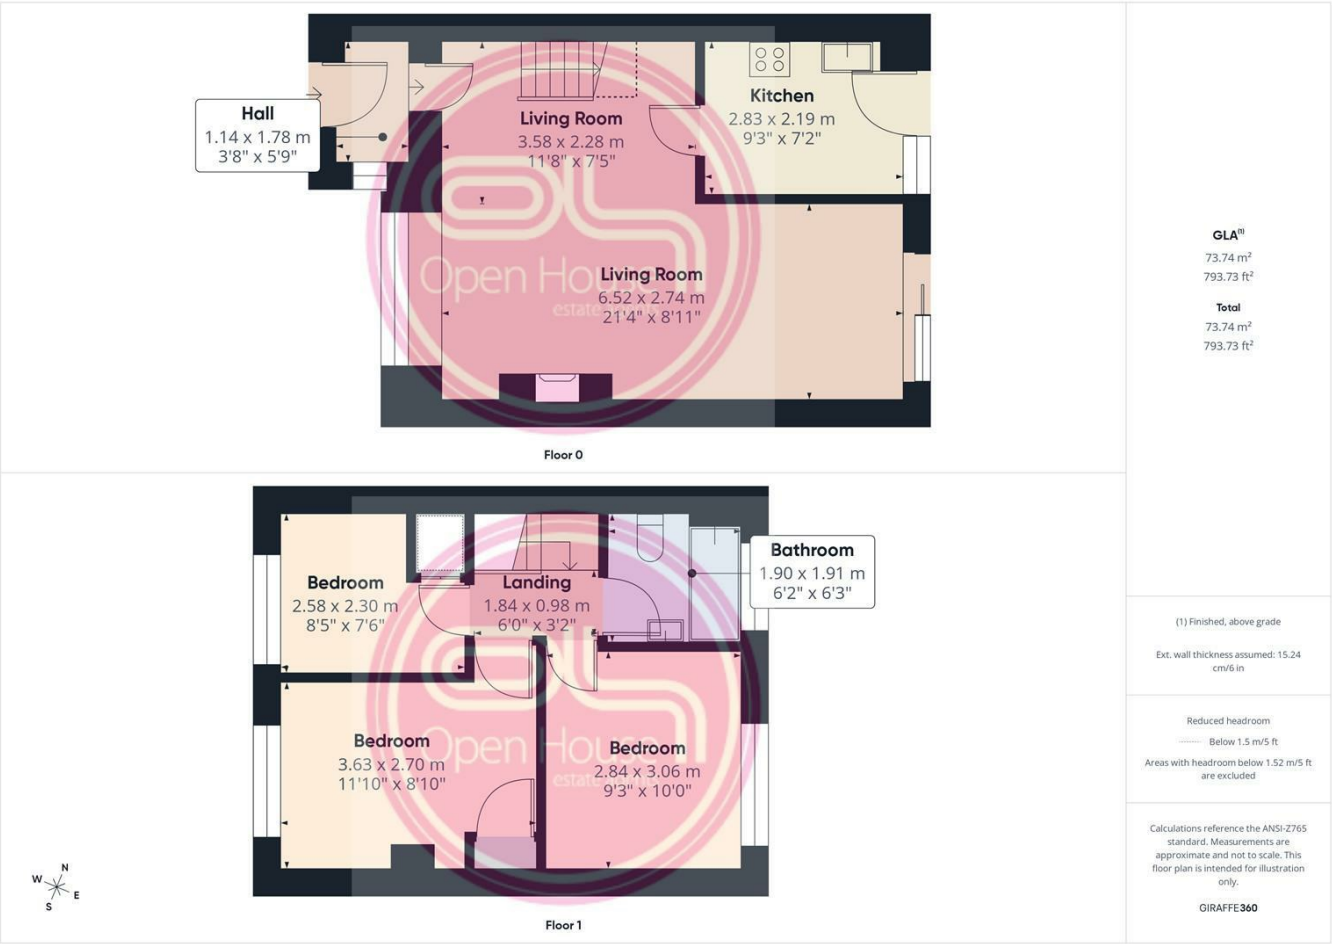 Hall
1.14 x 1.78 m
3'8" x 5'9"
Living Room
3.58 x 2.28 m
11'8" x 7'5"
Kitchen
2.83 x 2.19 m
9'3" x 7'2"
Living Room
6.52 x 2.74 m
21'4" x 8'11"
Open House
estate
Floor 0
GLA⁽¹⁾
73.74 m²
793.73 ft²
Total
73.74 m²
793.73 ft²
Bedroom
2.58 x 2.30 m
8'5" x 7'6"
Landing
1.84 x 0.98 m
6'0" x 3'2"
Bathroom
1.90 x 1.91 m
6'2" x 6'3"
Bedroom
3.63 x 2.70 m
11'10" x 8'10"
Bedroom
2.84 x 3.06 m
9'3" x 10'0"
Open House
estate
Floor 1
N
W
E
S
(1) Finished, above grade
Ext. wall thickness assumed: 15.24
cm/6 in
Reduced headroom
Below 1.5 m/5 ft
Areas with headroom below 1.52 m/5 ft
are excluded
Calculations reference the ANSI-Z765
standard. Measurements are
approximate and not to scale. This
floor plan is intended for illustration
only.
GIRAFFE360